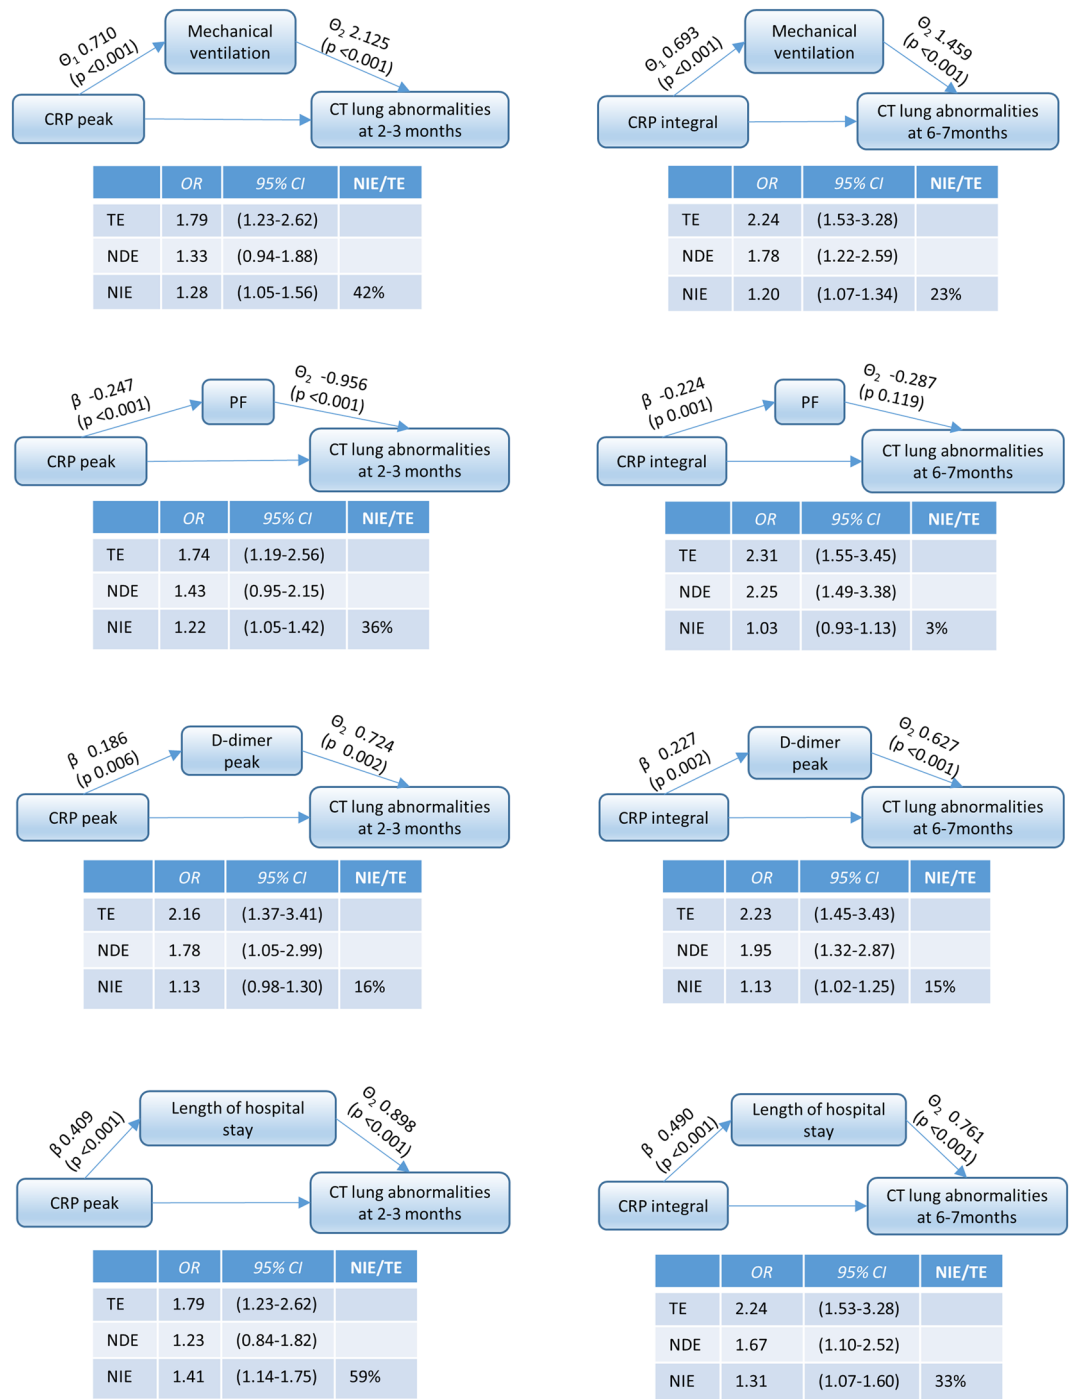 Θ1 0.710
(p <0.001)
Mechanical
ventilation
Θ2 2.125
(p <0.001)
CRP peak
CT lung abnormalities
at 2-3 months
OR 95% CI NIE/TE
TE 1.79 (1.23-2.62)
NDE 1.33 (0.94-1.88)
NIE 1.28 (1.05-1.56) 42%
Θ1 0.693
(p <0.001)
Mechanical
ventilation
Θ2 1.459
(p <0.001)
CRP integral
CT lung abnormalities
at 6-7months
OR 95% CI NIE/TE
TE 2.24 (1.53-3.28)
NDE 1.78 (1.22-2.59)
NIE 1.20 (1.07-1.34) 23%
β -0.247
(p <0.001)
PF
Θ2 -0.956
(p <0.001)
CRP peak
CT lung abnormalities
at 2-3 months
OR 95% CI NIE/TE
TE 1.74 (1.19-2.56)
NDE 1.43 (0.95-2.15)
NIE 1.22 (1.05-1.42) 36%
β -0.224
(p 0.001)
PF
Θ2 -0.287
(p 0.119)
CRP integral
CT lung abnormalities
at 6-7months
OR 95% CI NIE/TE
TE 2.31 (1.55-3.45)
NDE 2.25 (1.49-3.38)
NIE 1.03 (0.93-1.13) 3%
β 0.186
(p 0.006)
D-dimer
peak
Θ2 0.724
(p 0.002)
CRP peak
CT lung abnormalities
at 2-3 months
OR 95% CI NIE/TE
TE 2.16 (1.37-3.41)
NDE 1.78 (1.05-2.99)
NIE 1.13 (0.98-1.30) 16%
β 0.227
(p 0.002)
D-dimer
peak
Θ2 0.627
(p <0.001)
CRP integral
CT lung abnormalities
at 6-7months
OR 95% CI NIE/TE
TE 2.23 (1.45-3.43)
NDE 1.95 (1.32-2.87)
NIE 1.13 (1.02-1.25) 15%
β 0.409
(p <0.001)
Length of hospital
stay
Θ2 0.898
(p <0.001)
CRP peak
CT lung abnormalities
at 2-3 months
OR 95% CI NIE/TE
TE 1.79 (1.23-2.62)
NDE 1.23 (0.84-1.82)
NIE 1.41 (1.14-1.75) 59%
β 0.490
(p <0.001)
Length of hospital
stay
Θ2 0.761
(p <0.001)
CRP integral
CT lung abnormalities
at 6-7months
OR 95% CI NIE/TE
TE 2.24 (1.53-3.28)
NDE 1.67 (1.10-2.52)
NIE 1.31 (1.07-1.60) 33%